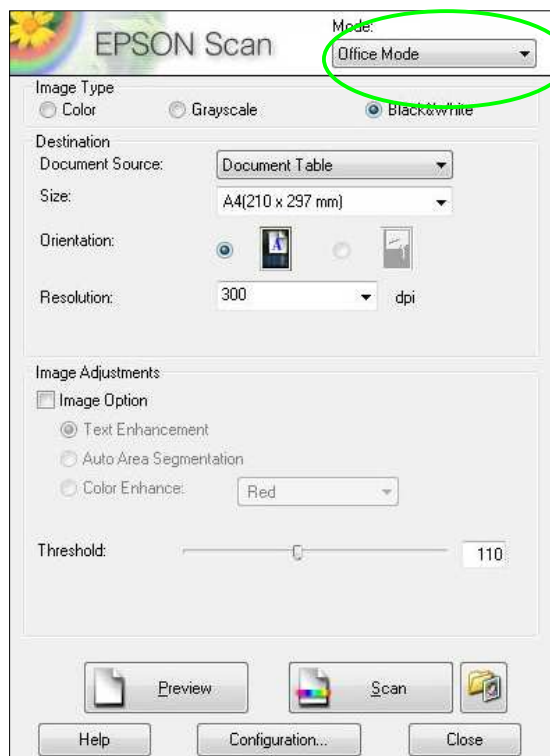 Mode:
EPSON Scan
Office Mode
Image Type
Color Grayscale Black&White
Destination
Document Source: Document Table
Size: A4(210 x 297 mm)
Orientation: A
Resolution: 300 dpi
Image Adjustments
Image Option
Text Enhancement
Auto Area Segmentation
Color Enhance: Red
Threshold: 110
Preview Scan
Help Configuration... Close